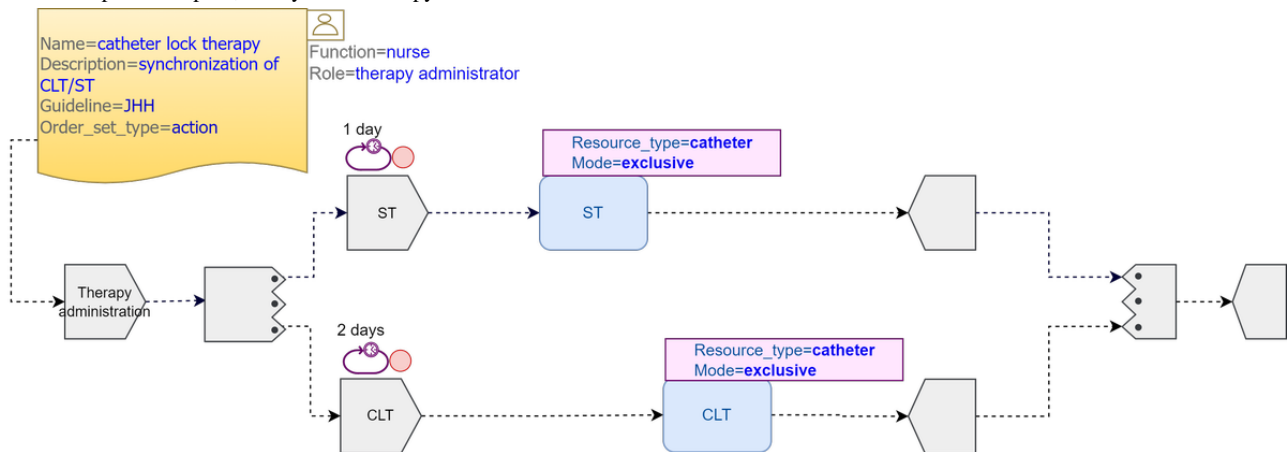 Name=catheter lock therapy
Description=synchronization of
CLT/ST
Guideline=JHH
Order_set_type=action
Function=nurse
Role=therapy administrator
1 day
Resource_type=catheter
Mode=exclusive
ST
ST
Therapy
administration
2 days
Resource_type=catheter
Mode=exclusive
CLT
CLT